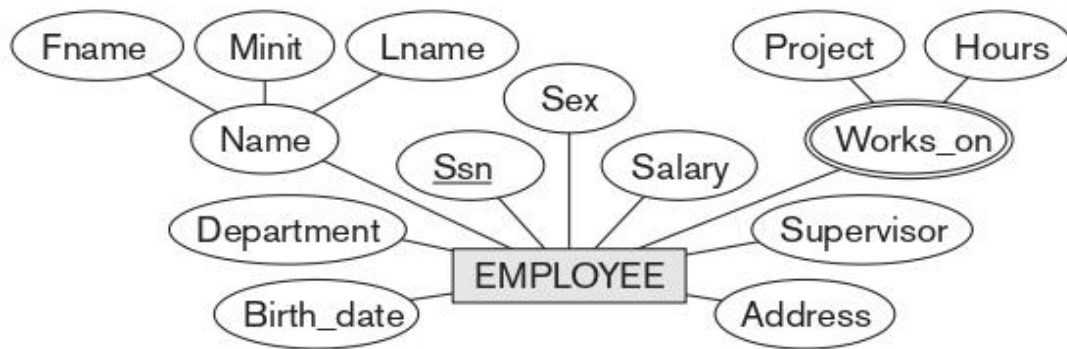 Fname Minit Lname Project Hours
Sex
Name Works_on
Ssn Salary
Department Supervisor
EMPLOYEE
Birth_date Address